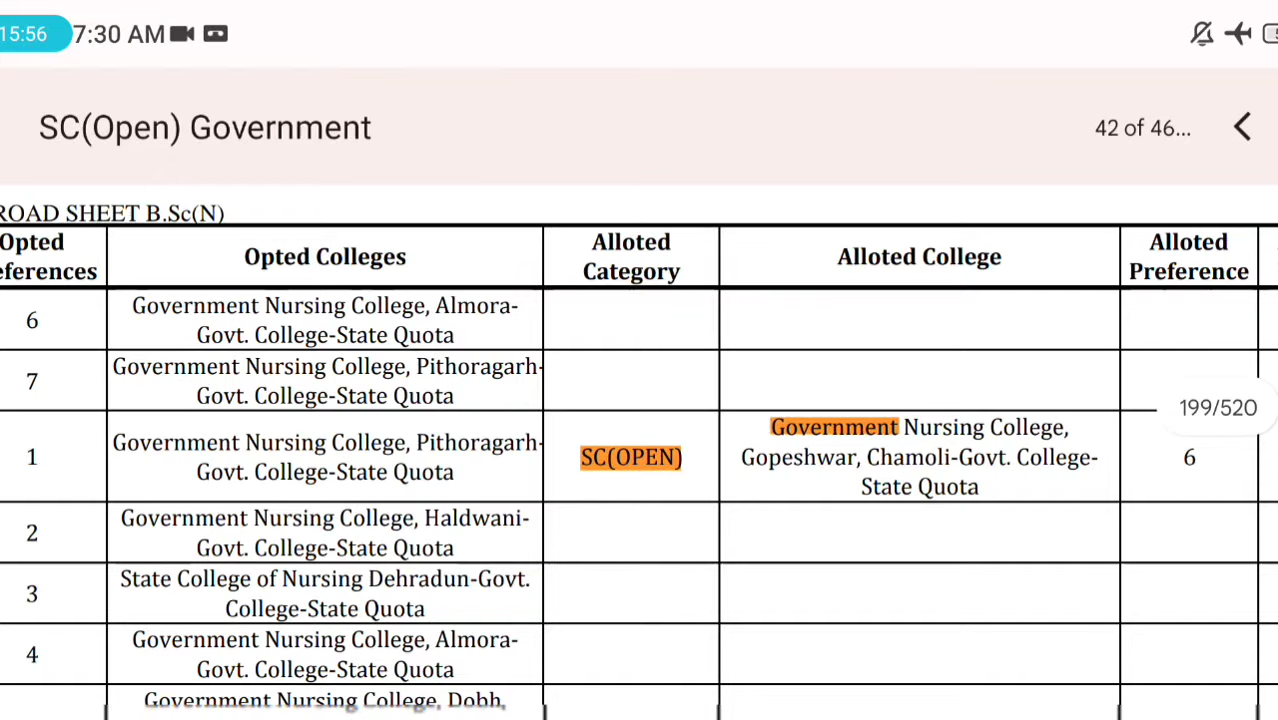 15:56 7:30 AM
SC(Open) Government 42 of 46...
ROAD SHEET B.Sc(N)
Opted
eferences
Opted Colleges
Alloted
Category
Alloted College
Alloted
Preference
6
Government Nursing College, Almora-
Govt. College-State Quota
7
Government Nursing College, Pithoragarh-
Govt. College-State Quota
199/520
1
Government Nursing College, Pithoragarh-
Govt. College-State Quota
SC(OPEN)
Government Nursing College,
Gopeshwar, Chamoli-Govt. College-
State Quota
6
2
Government Nursing College, Haldwani-
Govt. College-State Quota
3
State College of Nursing Dehradun-Govt.
College-State Quota
4
Government Nursing College, Almora-
Govt. College-State Quota
Government Nursing College, Dobh,